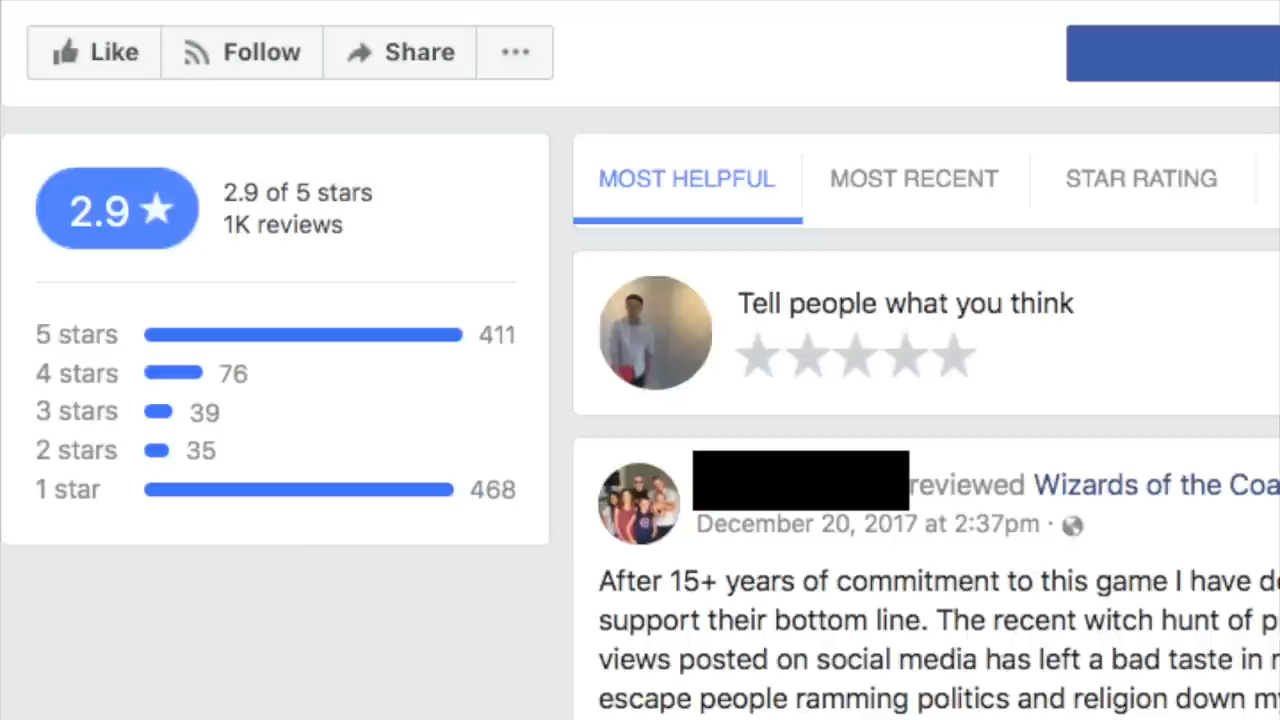 Like Follow Share
2.9 2.9 of 5 stars
1K reviews
5 stars 411
4 stars 76
3 stars 39
2 stars 35
1 star 468
MOST HELPFUL MOST RECENT STAR RATING
Tell people what you think
reviewed Wizards of the Coa
December 20, 2017 at 2:37pm ·
After 15+ years of commitment to this game I have d
support their bottom line. The recent witch hunt of p
views posted on social media has left a bad taste in
escape people ramming politics and religion down